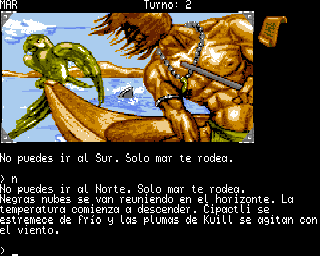 MAR Turno: 2
No puedes ir al Sur. Solo mar te rodea.
> n
No puedes ir al Norte. Solo mar te rodea.
Negras nubes se van reuniendo en el horizonte. La
temperatura comienza a descender. Cipactli se
estremece de frío y las plumas de Kuill se agitan con
el viento.
>